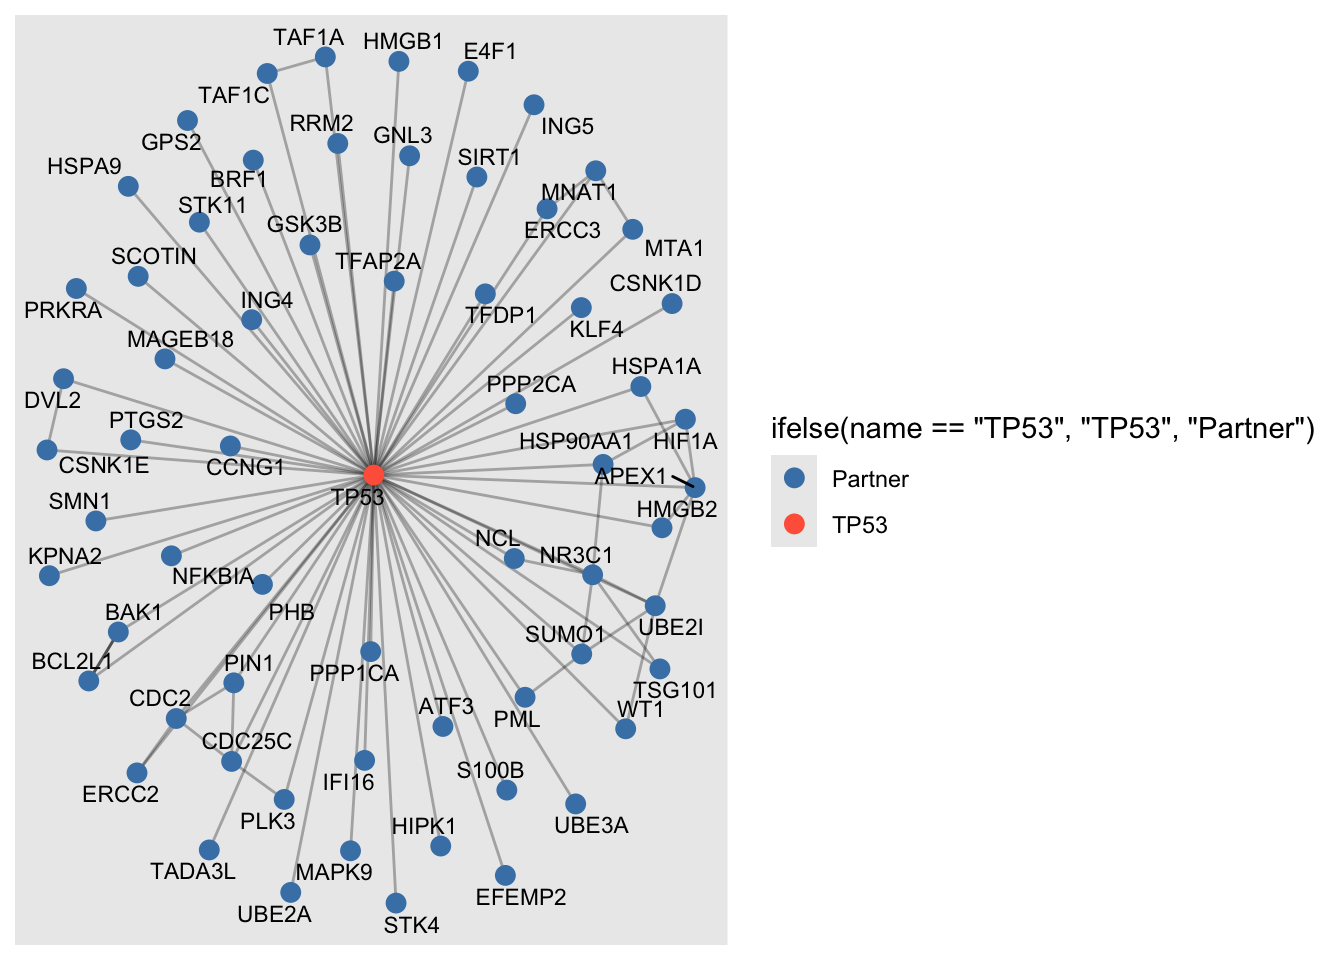 TAF1A
HMGB1
E4F1
TAF1C
ING5
RRM2
GNL3
GPS2
SIRT1
HSPA9
BRF1
MNAT1
STK11
GSK3B
ERCC3
MTA1
SCOTIN
TFAP2A
CSNK1D
ING4
PRKRA
TFDP1
KLF4
MAGEB18
HSPA1A
PPP2CA
DVL2
PTGS2
HSP90AA1
HIF1A
CSNK1E
CCNG1
APEX1
TP53
SMN1
HMGB2
NCL
NR3C1
KPNA2
NFKBIA
PHB
BAK1
UBE2I
SUMO1
BCL2L1
PIN1
PPP1CA
TSG101
CDC2
ATF3
PML
WT1
CDC25C
S100B
IFI16
ERCC2
PLK3
HIPK1
UBE3A
TADA3L
MAPK9
EFEMP2
UBE2A
STK4
ifelse(name == "TP53", "TP53", "Partner")
Partner
TP53